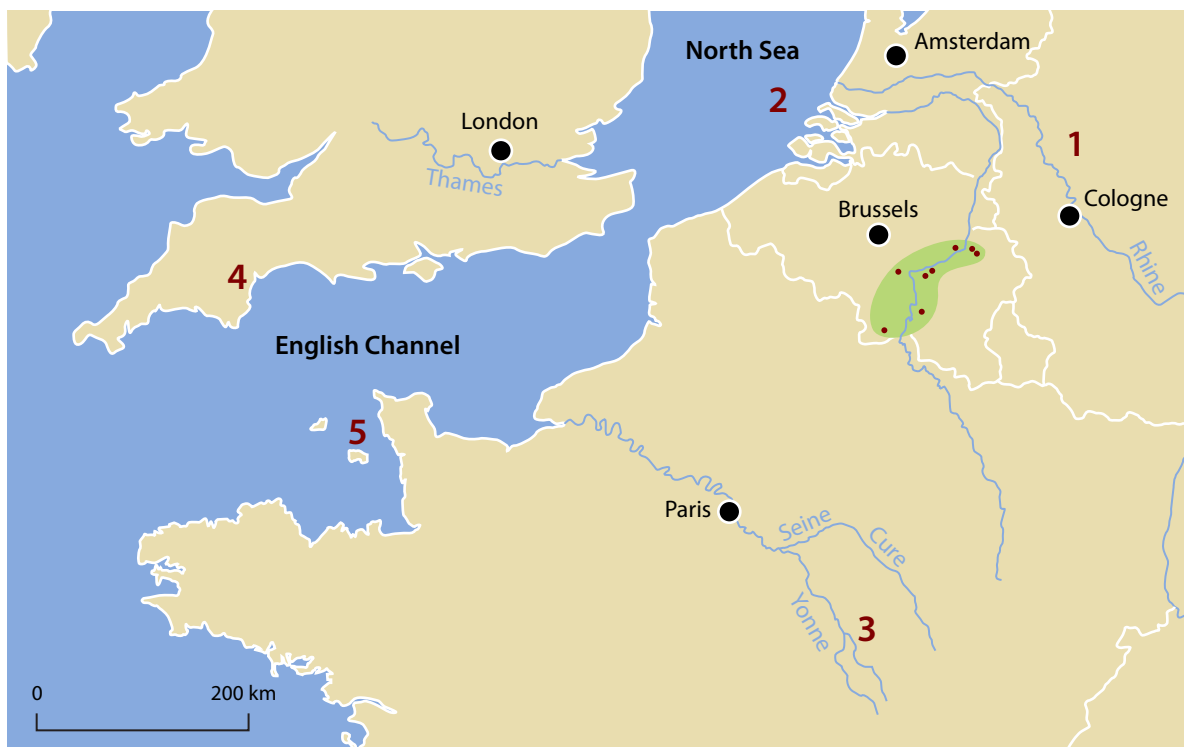 North Sea
Amsterdam
2
London
1
Thames
Cologne
Brussels
Rhine
4
English Channel
5
Paris
Seine
Cure
Yonne
3
0
200 km